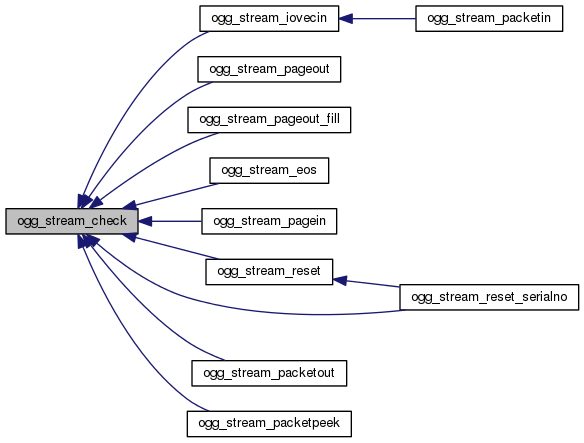 ogg_stream_iovecin
ogg_stream_packetin
ogg_stream_pageout
ogg_stream_pageout_fill
ogg_stream_eos
ogg_stream_check
ogg_stream_pagein
ogg_stream_reset
ogg_stream_reset_serialno
ogg_stream_packetout
ogg_stream_packetpeek